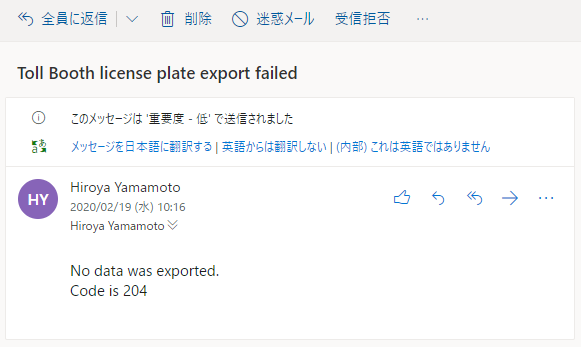 全員に返信 削除 迷惑メール 受信拒否 ...
Toll Booth license plate export failed
このメッセージは '重要度 - 低' で送信されました
メッセージを日本語に翻訳する | 英語からは翻訳しない | (内部) これは英語ではありません
HY
Hiroya Yamamoto
2020/02/19 (水) 10:16
Hiroya Yamamoto
No data was exported.
Code is 204